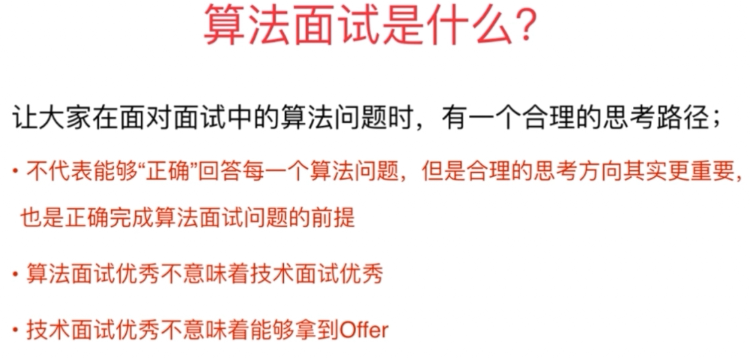 算法面试是什么？
让大家在面对面试中的算法问题时，有一个合理的思考路径；
• 不代表能够“正确”回答每一个算法问题，但是合理的思考方向其实更重要，
也是正确完成算法面试问题的前提
• 算法面试优秀不意味着技术面试优秀
• 技术面试优秀不意味着能够拿到Offer